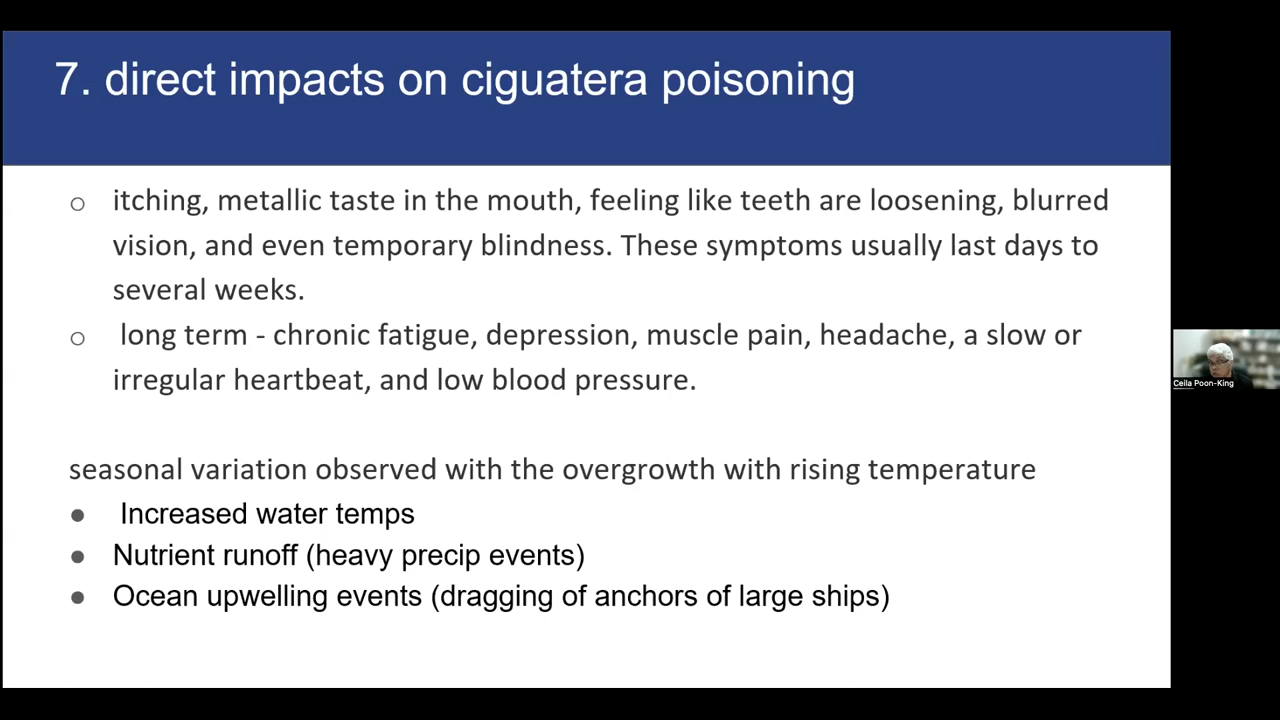 7. direct impacts on ciguatera poisoning
○ itching, metallic taste in the mouth, feeling like teeth are loosening, blurred
vision, and even temporary blindness. These symptoms usually last days to
several weeks.
○ long term - chronic fatigue, depression, muscle pain, headache, a slow or
irregular heartbeat, and low blood pressure.
seasonal variation observed with the overgrowth with rising temperature
● Increased water temps
● Nutrient runoff (heavy precip events)
● Ocean upwelling events (dragging of anchors of large ships)
Ceila Poon-King